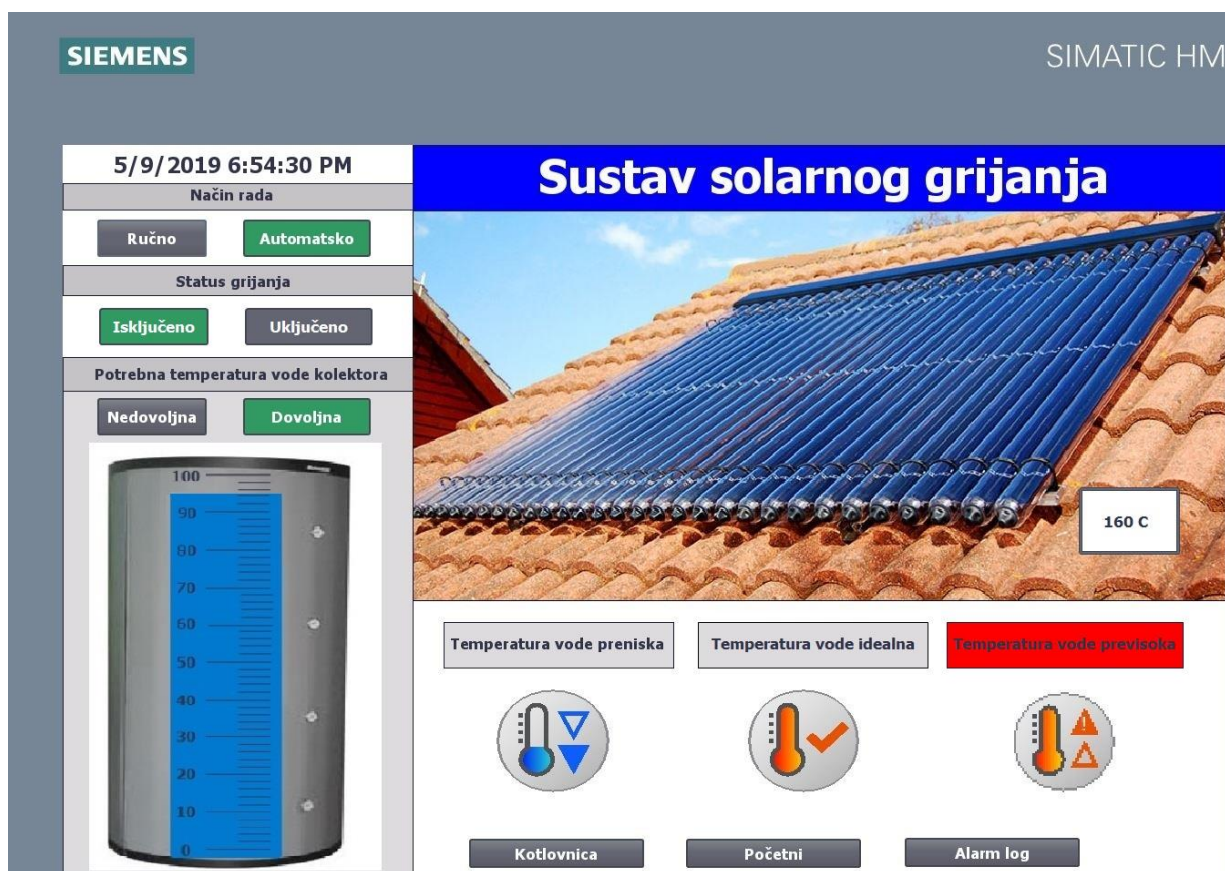 SIEMENS
SIMATIC HM
5/9/2019 6:54:30 PM
Sustav solarnog grijanja
Način rada
Ručno
Automatsko
Status grijanja
Isključeno
Uključeno
Potrebna temperatura vode kolektora
Nedovoljna
Dovoljna
100
90
80
70
60
50
40
30
20
10
0
160 C
Temperatura vode preniska
Temperatura vode idealna
Temperatura vode previsoka
Kotlovnica
Početni
Alarm log